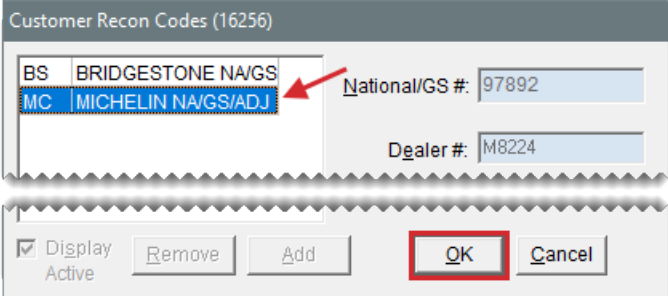 Customer Recon Codes (16256)
BS BRIDGESTONE NA/GS
MC MICHELIN NA/GS/ADJ
National/GS #: 97892
Dealer #: M8224
Display Active
Remove
Add
OK
Cancel